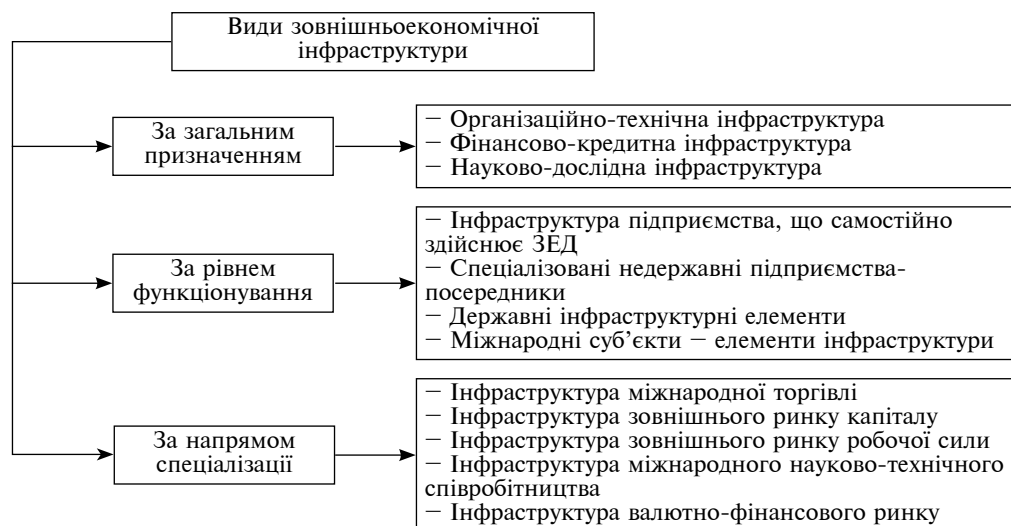 Види зовнішньоекономічної
інфраструктури
За загальним
призначенням
– Організаційно-технічна інфраструктура
– Фінансово-кредитна інфраструктура
– Науково-дослідна інфраструктура
За рівнем
функціонування
– Інфраструктура підприємства, що самостійно
здійснює ЗЕД
– Спеціалізовані недержавні підприємства-
посередники
– Державні інфраструктурні елементи
– Міжнародні суб’єкти – елементи інфраструктури
За напрямом
спеціалізації
– Інфраструктура міжнародної торгівлі
– Інфраструктура зовнішнього ринку капіталу
– Інфраструктура зовнішнього ринку робочої сили
– Інфраструктура міжнародного науково-технічного
співробітництва
– Інфраструктура валютно-фінансового ринку